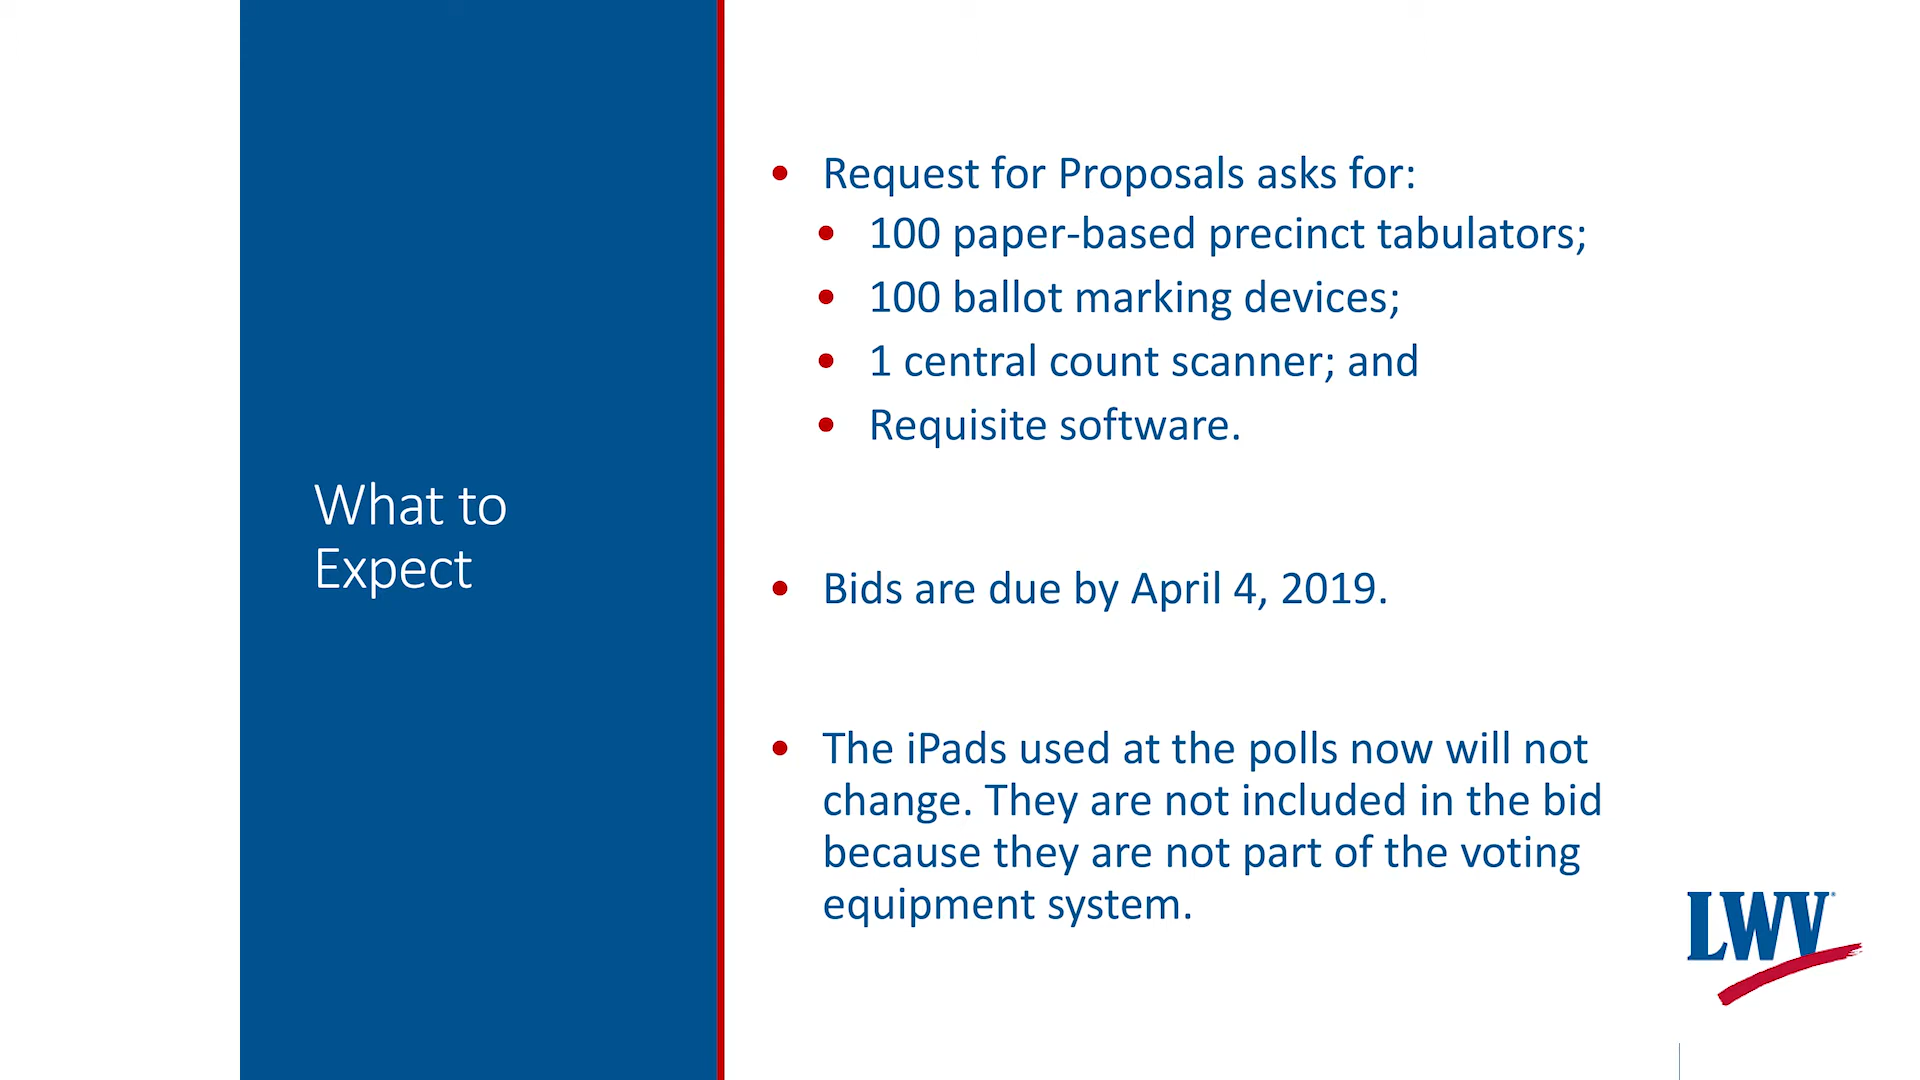 What to
Expect
• Request for Proposals asks for:
• 100 paper-based precinct tabulators;
• 100 ballot marking devices;
• 1 central count scanner; and
• Requisite software.
• Bids are due by April 4, 2019.
• The iPads used at the polls now will not
change. They are not included in the bid
because they are not part of the voting
equipment system.
LWV